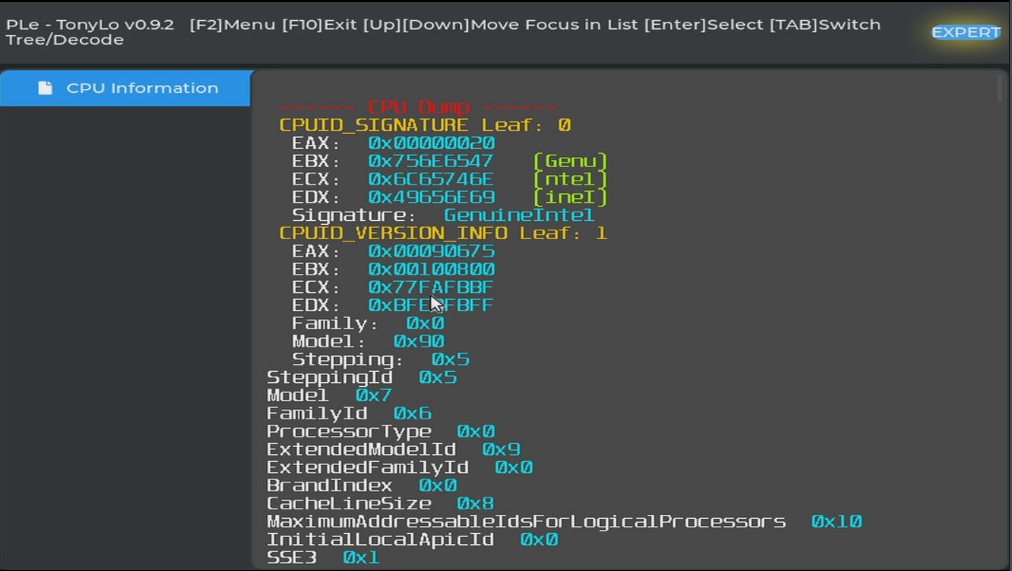 PLe - TonyLo v0.9.2 [F2]Menu [F10]Exit [Up][Down]Move Focus in List [Enter]Select [TAB]Switch
Tree/Decode
EXPERT
CPU Information
------ CPU Dump ------
CPUID_SIGNATURE Leaf: 0
EAX: 0x00000020
EBX: 0x756E6547 [Genu]
ECX: 0x6C65746E [ntel]
EDX: 0x49656E69 [ineI]
Signature: GenuineIntel
CPUID_VERSION_INFO Leaf: 1
EAX: 0x00090675
EBX: 0x00100800
ECX: 0x77FAFBBF
EDX:
Family: 0x0
Model: 0x90
Stepping: 0x5
SteppingId 0x5
Model 0x7
FamilyId 0x6
ProcessorType 0x0
ExtendedModelId 0x9
ExtendedFamilyId 0x0
BrandIndex 0x0
CacheLineSize 0x8
MaximumAddressableIdsForLogicalProcessors 0x10
InitialLocalApicId 0x0
SSE3 0x1